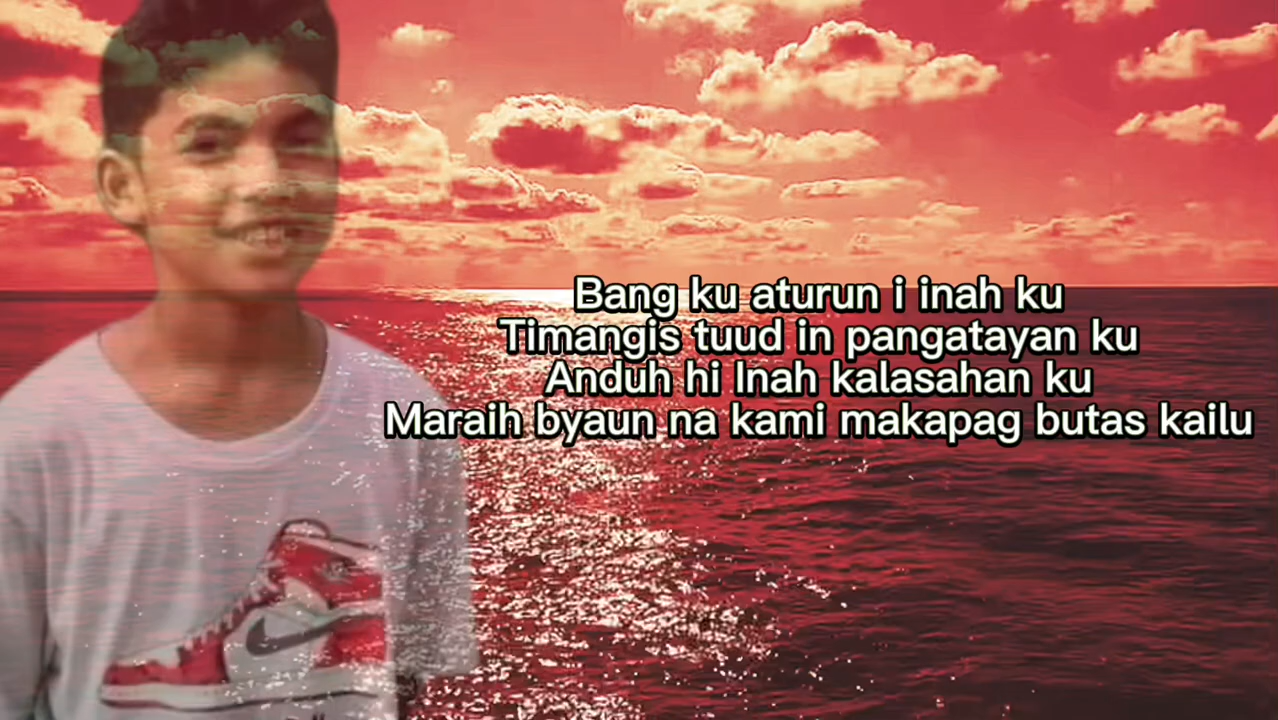 Bang ku aturun i inah ku
Timangis tuud in pangatayan ku
Anduh hi Inah kalasahan ku
Maraih byaun na kami makapag butas kailu